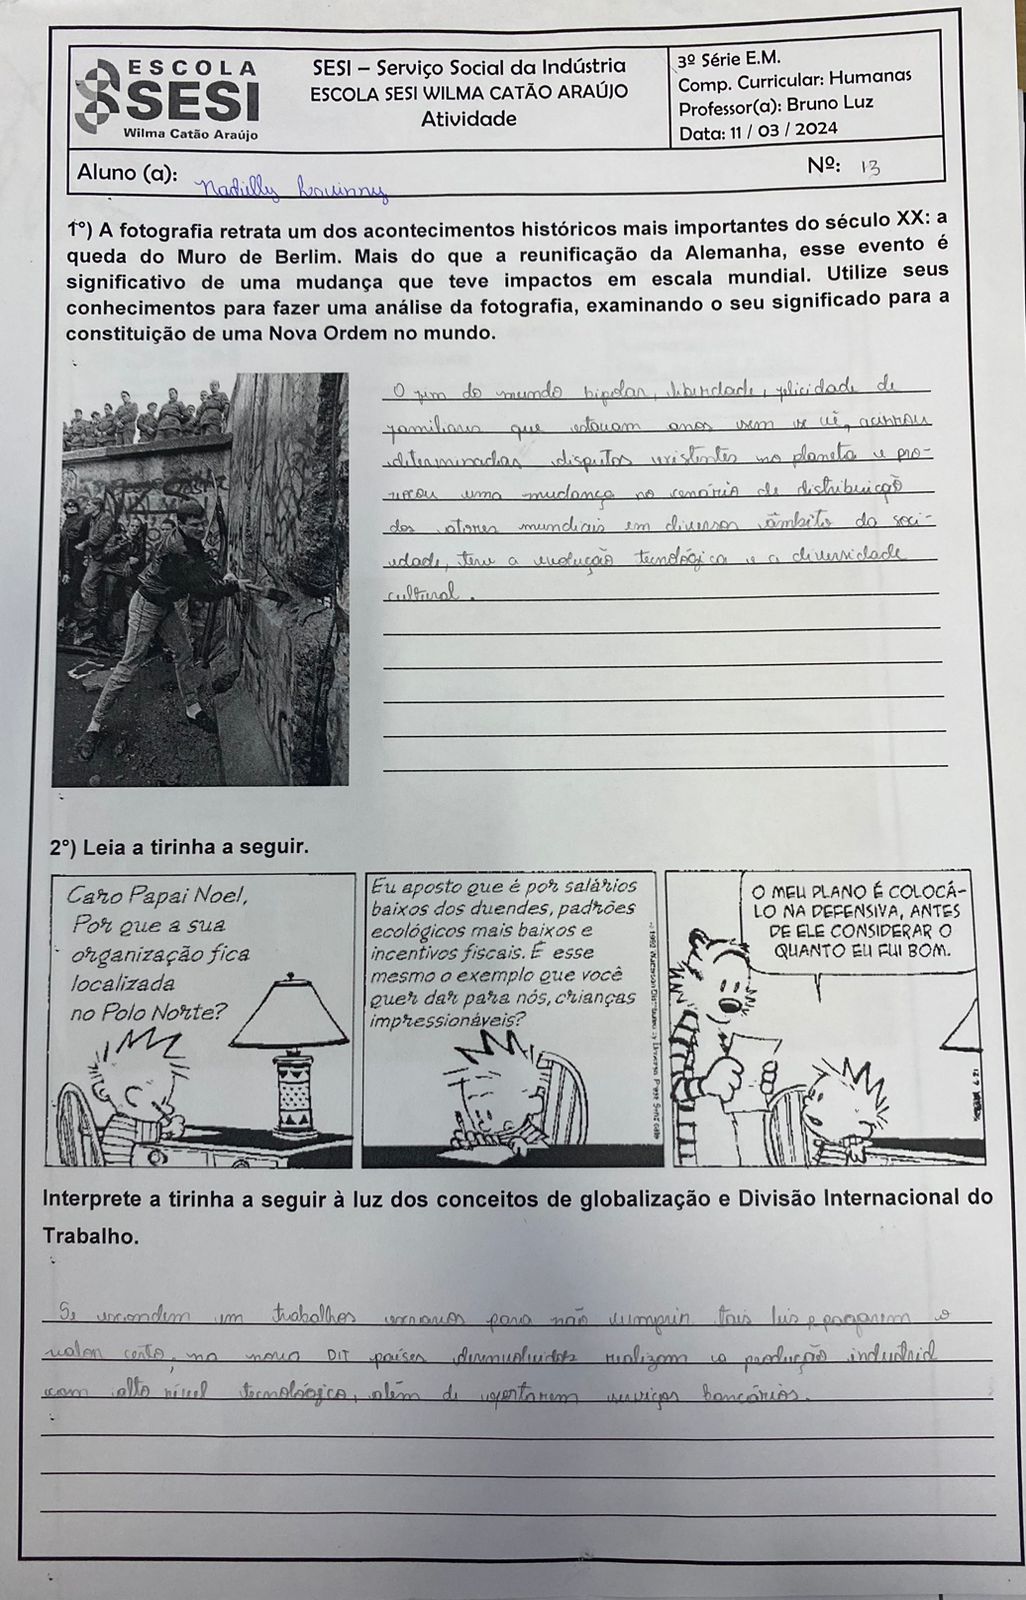 ESCOLA
SESI
Wilma Catão Araújo
SESI – Serviço Social da Indústria
ESCOLA SESI WILMA CATÃO ARAÚJO
Atividade
3º Série E.M.
Comp. Curricular: Humanas
Professor(a): Bruno Luz
Data: 11 / 03 / 2024
Aluno (a):
Nº: 13
1°) A fotografia retrata um dos acontecimentos históricos mais importantes do século XX: a
queda do Muro de Berlim. Mais do que a reunificação da Alemanha, esse evento é
significativo de uma mudança que teve impactos em escala mundial. Utilize seus
conhecimentos para fazer uma análise da fotografia, examinando o seu significado para a
constituição de uma Nova Ordem no mundo.
O fim do mundo bipolar, liberdade, felicidade de
familiares que estavam anos sem se vê, acirrou
determinadas disputas existentes no planeta e pro-
vocou uma mudança no cenário de distribuição
dos atores mundiais em diversos âmbito da soci-
edade, teve a evolução tecnológica e a diversidade
cultural.
2°) Leia a tirinha a seguir.
Caro Papai Noel,
Por que a sua
organização fica
localizada
no Polo Norte?
Eu aposto que é por salários
baixos dos duendes, padrões
ecológicos mais baixos e
incentivos fiscais. É esse
mesmo o exemplo que você
quer dar para nós, crianças
impressionáveis?
O MEU PLANO É COLOCÁ-
LO NA DEFENSIVA, ANTES
DE ELE CONSIDERAR O
QUANTO EU FUI BOM.
Interprete a tirinha a seguir à luz dos conceitos de globalização e Divisão Internacional do
Trabalho.
Se escondem em trabalhos escravos para não cumprir tais leis e pagarem o
valor certo, na nova DIT países desenvolvidos realizam a produção industrial
com alto nível tecnológico, além de exportarem serviços bancários.